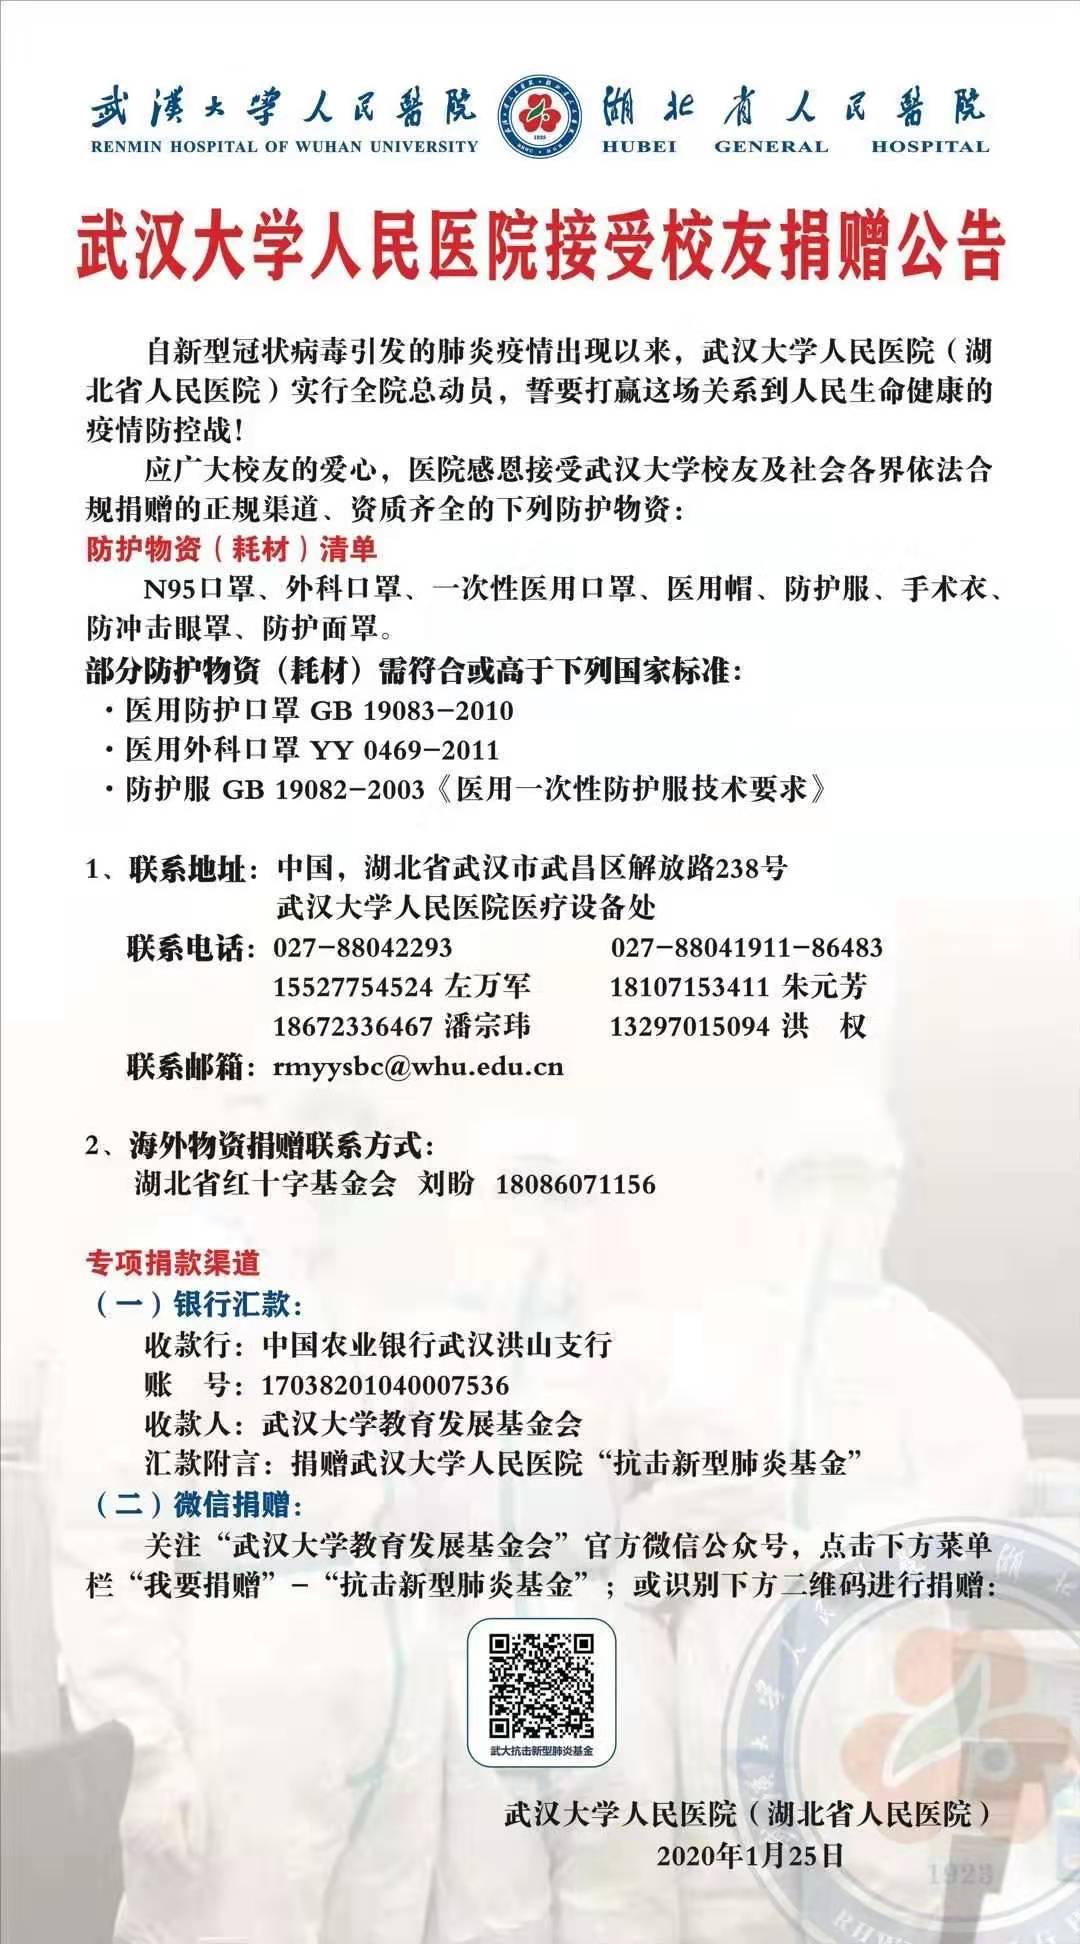 武漢大學人民醫院 湖北省人民醫院
RENMIN HOSPITAL OF WUHAN UNIVERSITY HUBEI GENERAL HOSPITAL
1923
武汉大学人民医院接受校友捐赠公告
自新型冠状病毒引发的肺炎疫情出现以来，武汉大学人民医院（湖
北省人民医院）实行全院总动员，誓要打赢这场关系到人民生命健康的
疫情防控战！
应广大校友的爱心，医院感恩接受武汉大学校友及社会各界依法合
规捐赠的正规渠道、资质齐全的下列防护物资：
防护物资（耗材）清单
N95口罩、外科口罩、一次性医用口罩、医用帽、防护服、手术衣、
防冲击眼罩、防护面罩。
部分防护物资（耗材）需符合或高于下列国家标准：
·医用防护口罩 GB 19083-2010
·医用外科口罩 YY 0469-2011
·防护服 GB 19082-2003《医用一次性防护服技术要求》
1、联系地址：中国，湖北省武汉市武昌区解放路238号
武汉大学人民医院医疗设备处
联系电话：027-88042293 027-88041911-86483
15527754524 左万军 18107153411 朱元芳
18672336467 潘宗玮 13297015094 洪 权
联系邮箱：rmyysbc@whu.edu.cn
2、海外物资捐赠联系方式：
湖北省红十字基金会 刘盼 18086071156
专项捐款渠道
（一）银行汇款：
收款行：中国农业银行武汉洪山支行
账 号：17038201040007536
收款人：武汉大学教育发展基金会
汇款附言：捐赠武汉大学人民医院“抗击新型肺炎基金”
（二）微信捐赠：
关注“武汉大学教育发展基金会”官方微信公众号，点击下方菜单
栏“我要捐赠”-“抗击新型肺炎基金”；或识别下方二维码进行捐赠：
武大抗击新型肺炎基金
武汉大学人民医院（湖北省人民医院）
2020年1月25日
1923